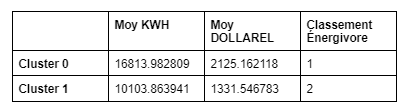 Moy KWH Moy DOLLAREL Classement Énergivore
Cluster 0 16813.982809 2125.162118 1
Cluster 1 10103.863941 1331.546783 2